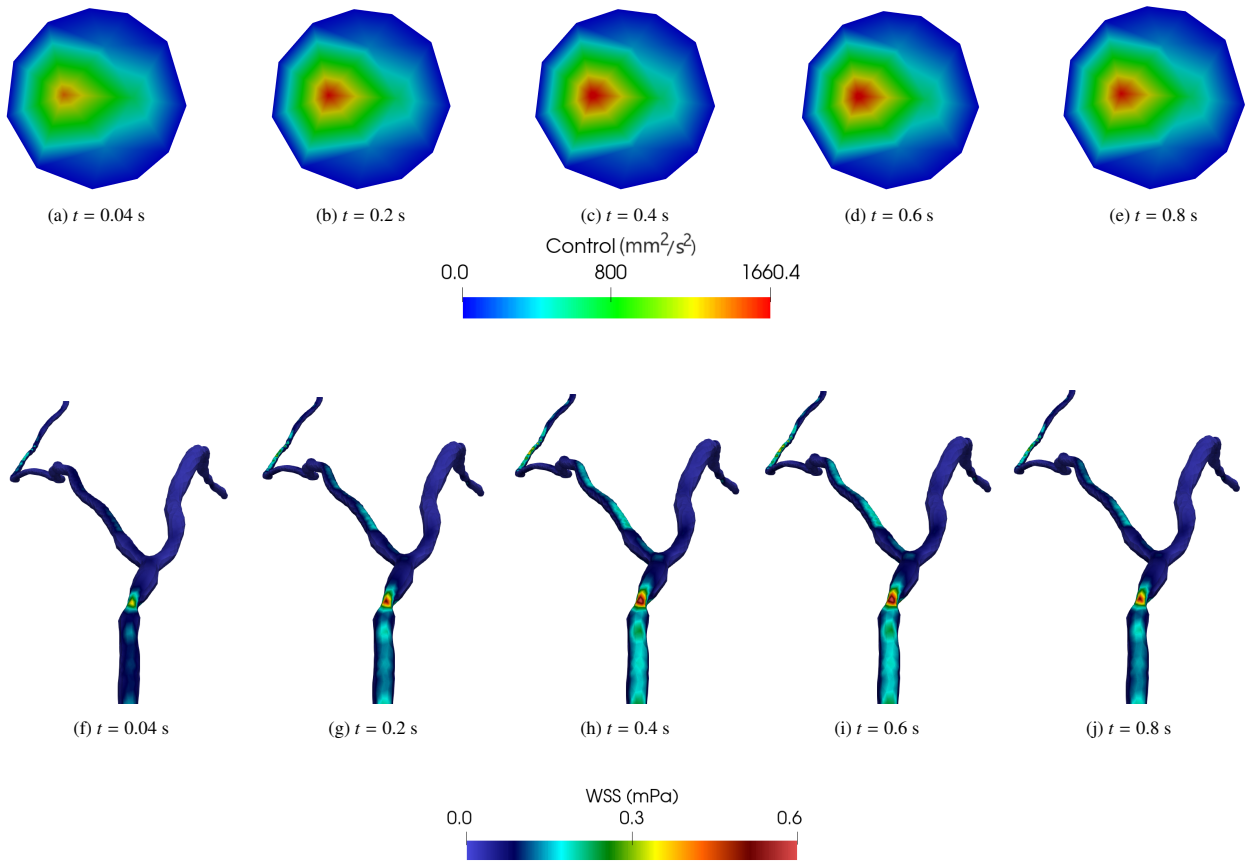 (a) t = 0.04 s
(b) t = 0.2 s
(c) t = 0.4 s
(d) t = 0.6 s
(e) t = 0.8 s
Control (mm²/s²)
0.0 800 1660.4
(f) t = 0.04 s
(g) t = 0.2 s
(h) t = 0.4 s
(i) t = 0.6 s
(j) t = 0.8 s
WSS (mPa)
0.0 0.3 0.6